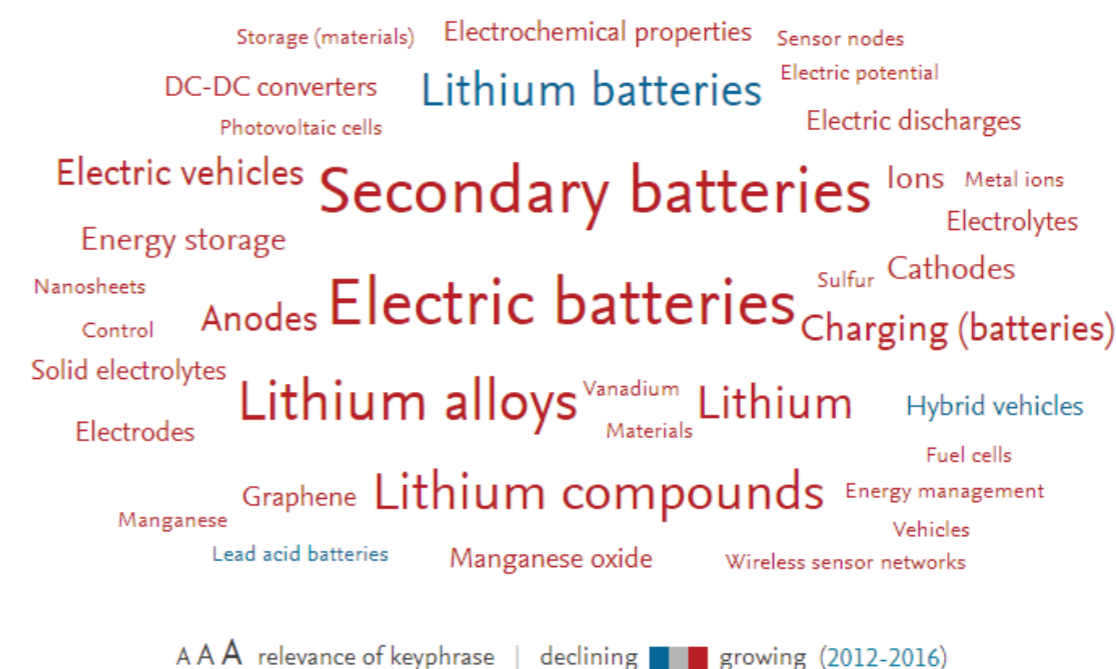 Storage (materials)
Electrochemical properties
Sensor nodes
DC-DC converters
Lithium batteries
Electric potential
Photovoltaic cells
Electric discharges
Electric vehicles
Secondary batteries
Ions
Metal ions
Electrolytes
Energy storage
Nanosheets
Sulfur
Cathodes
Control
Anodes
Electric batteries
Charging (batteries)
Solid electrolytes
Lithium alloys
Vanadium
Lithium
Hybrid vehicles
Electrodes
Materials
Fuel cells
Graphene
Lithium compounds
Energy management
Manganese
Vehicles
Lead acid batteries
Manganese oxide
Wireless sensor networks
A A A relevance of keyphrase | declining growing (2012-2016)